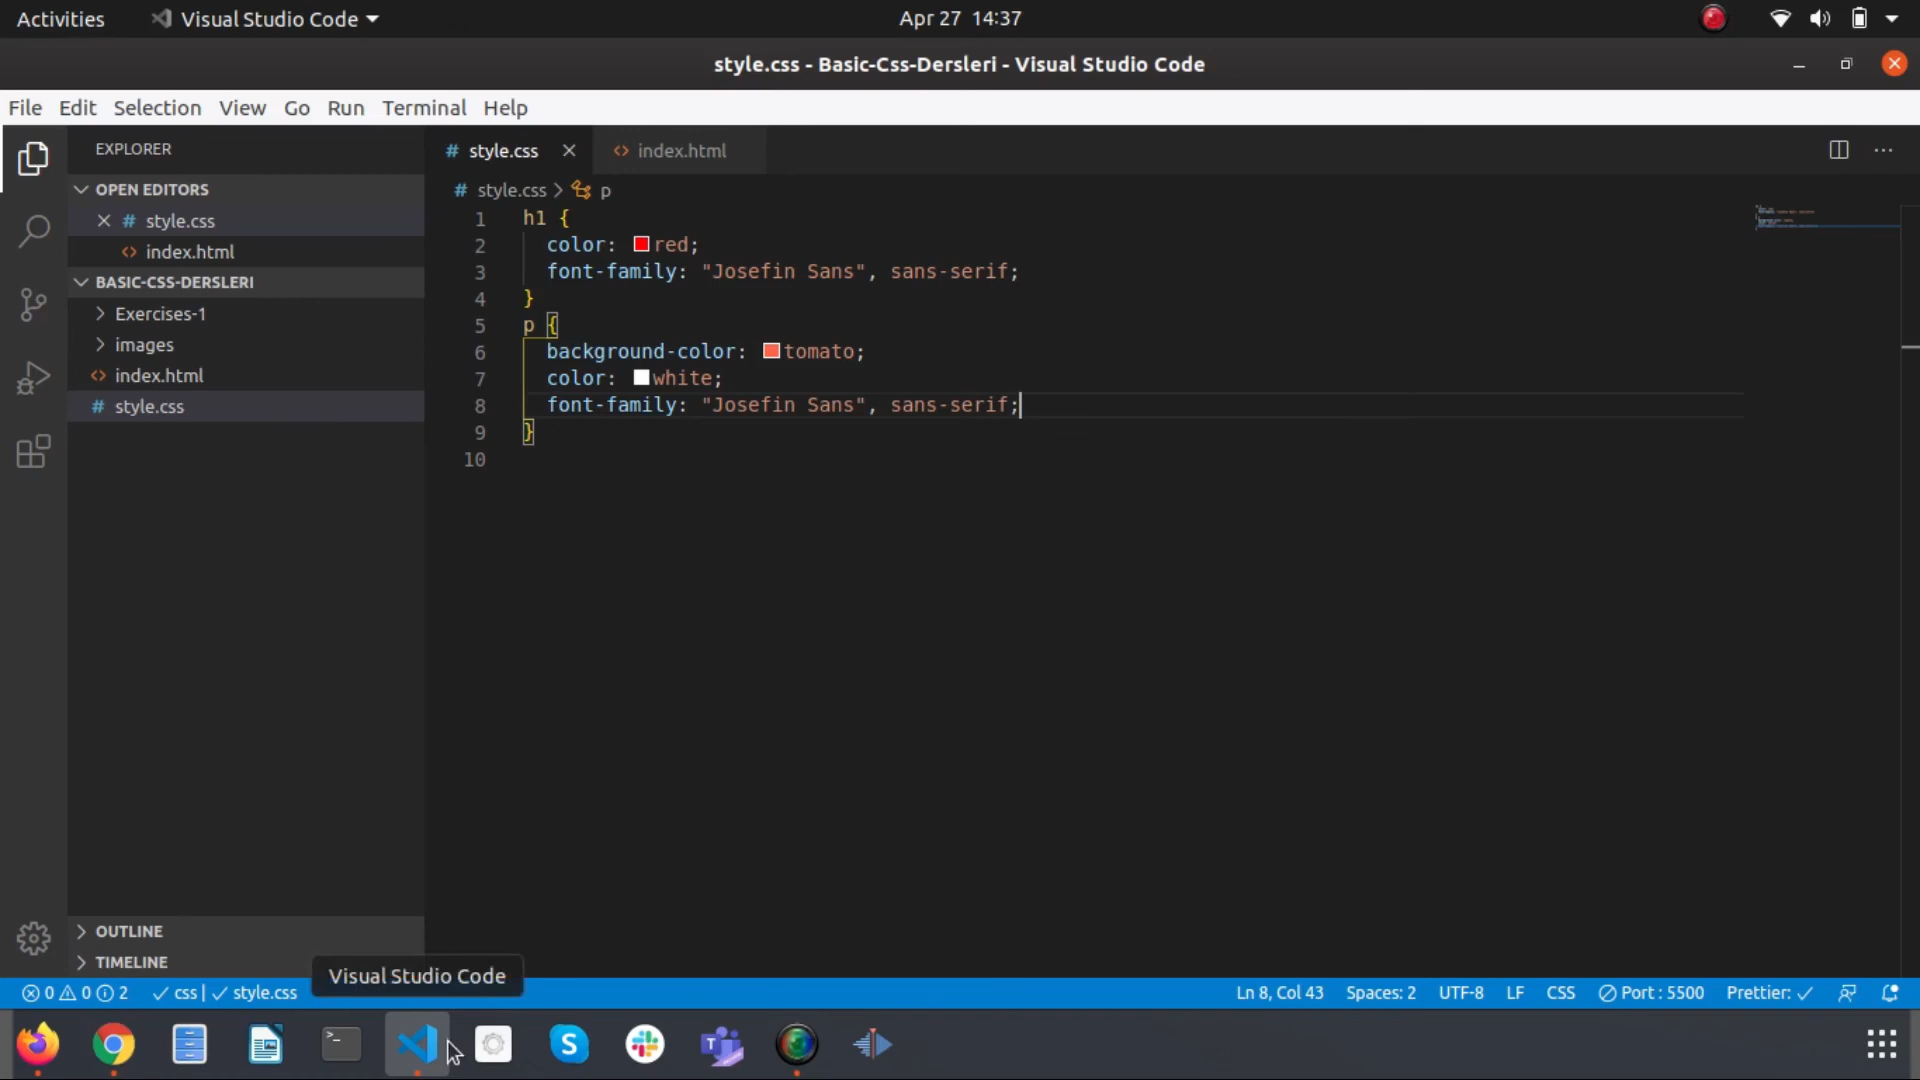 Activities
Visual Studio Code
Apr 27 14:37
style.css - Basic-Css-Dersleri - Visual Studio Code
File Edit Selection View Go Run Terminal Help
EXPLORER
# style.css
<> index.html
OPEN EDITORS
# style.css
<> index.html
BASIC-CSS-DERSLERI
Exercises-1
images
<> index.html
# style.css
# style.css > p
1 h1 {
2 color: red;
3 font-family: "Josefin Sans", sans-serif;
4 }
5 p {
6 background-color: tomato;
7 color: white;
8 font-family: "Josefin Sans", sans-serif;
9 }
10
OUTLINE
TIMELINE
Visual Studio Code
0 0 2 ✓ css | ✓ style.css
Ln 8, Col 43 Spaces: 2 UTF-8 LF CSS Port : 5500 Prettier: ✓